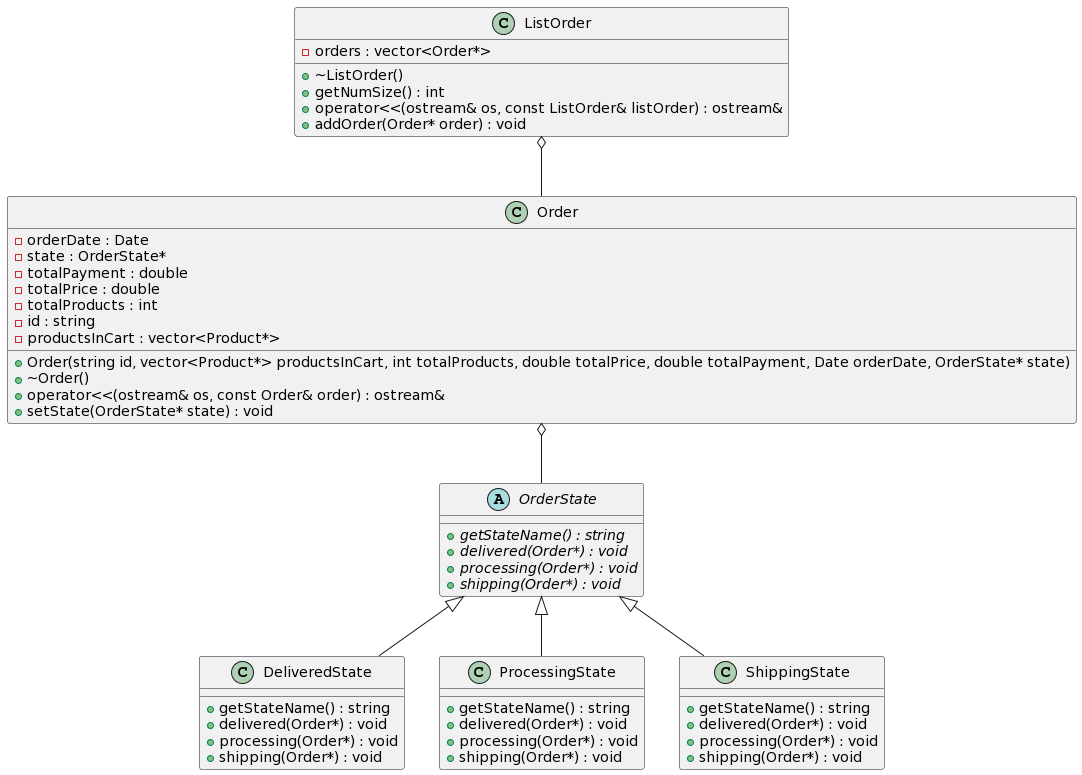 C ListOrder
orders : vector<Order*>
~ListOrder()
getNumSize() : int
operator<<(ostream& os, const ListOrder& listOrder) : ostream&
addOrder(Order* order) : void
C Order
orderDate : Date
state : OrderState*
totalPayment : double
totalPrice : double
totalProducts : int
id : string
productsInCart : vector<Product*>
Order(string id, vector<Product*> productsInCart, int totalProducts, double totalPrice, double totalPayment, Date orderDate, OrderState* state)
~Order()
operator<<(ostream& os, const Order& order) : ostream&
setState(OrderState* state) : void
A OrderState
getStateName() : string
delivered(Order*) : void
processing(Order*) : void
shipping(Order*) : void
C DeliveredState
getStateName() : string
delivered(Order*) : void
processing(Order*) : void
shipping(Order*) : void
C ProcessingState
getStateName() : string
delivered(Order*) : void
processing(Order*) : void
shipping(Order*) : void
C ShippingState
getStateName() : string
delivered(Order*) : void
processing(Order*) : void
shipping(Order*) : void